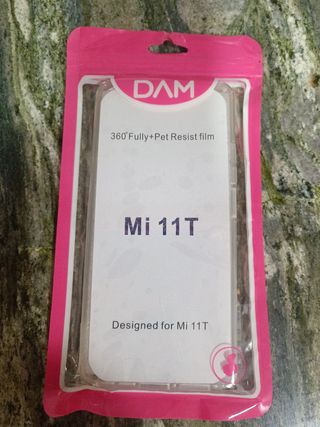 DAM
360°Fully+Pet Resist film
Mi 11T
Designed for Mi 11T